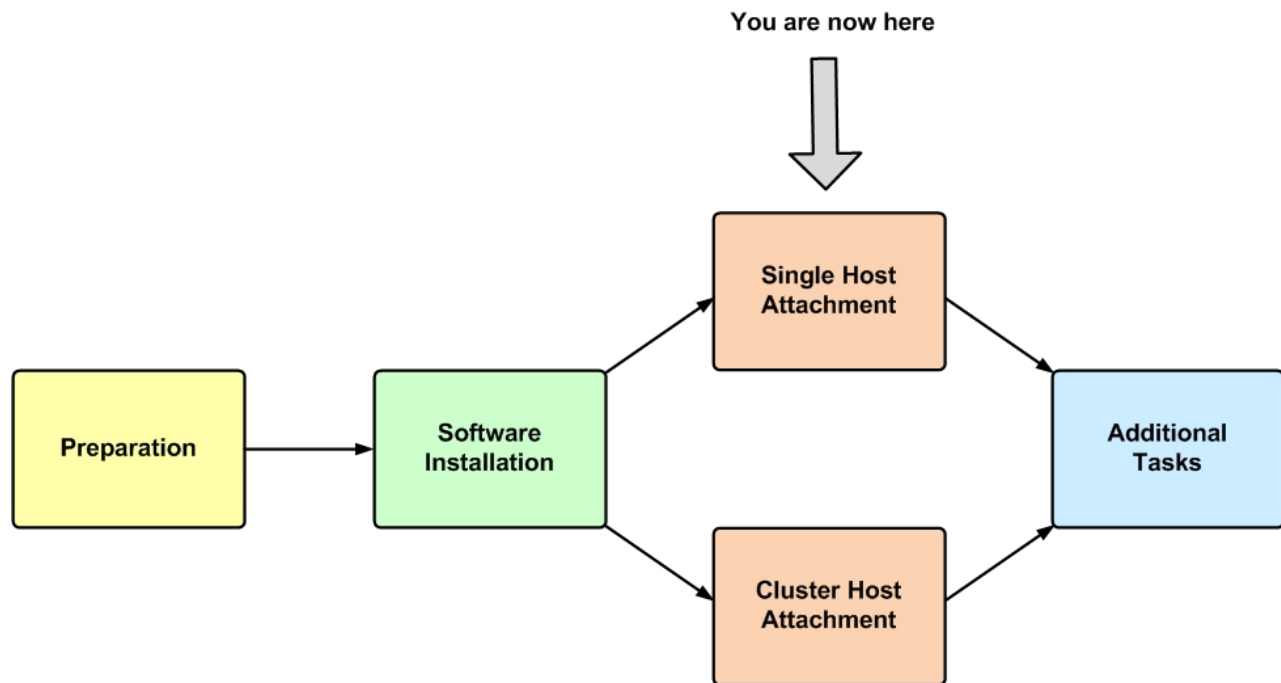 You are now here
Single Host
Attachment
Preparation
Software
Installation
Additional
Tasks
Cluster Host
Attachment